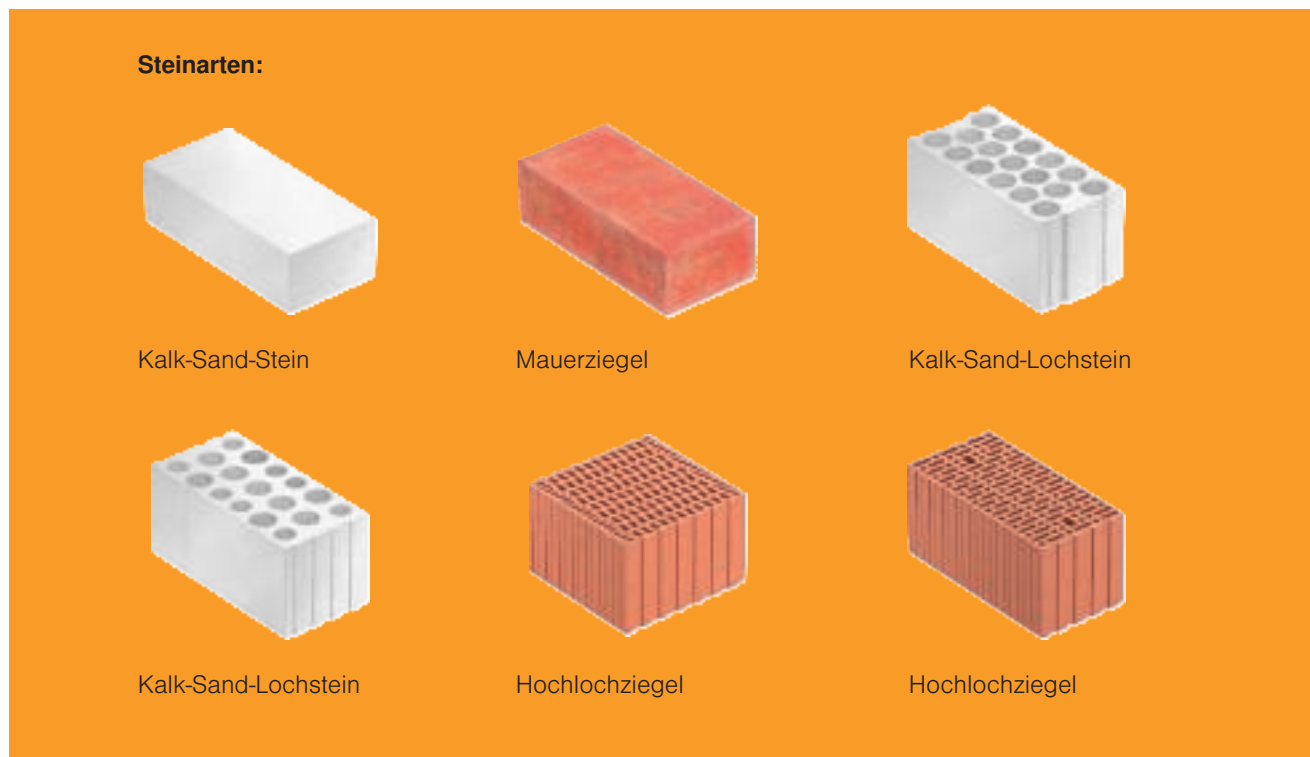 Steinarten:
Kalk-Sand-Stein
Mauerziegel
Kalk-Sand-Lochstein
Kalk-Sand-Lochstein
Hochlochziegel
Hochlochziegel